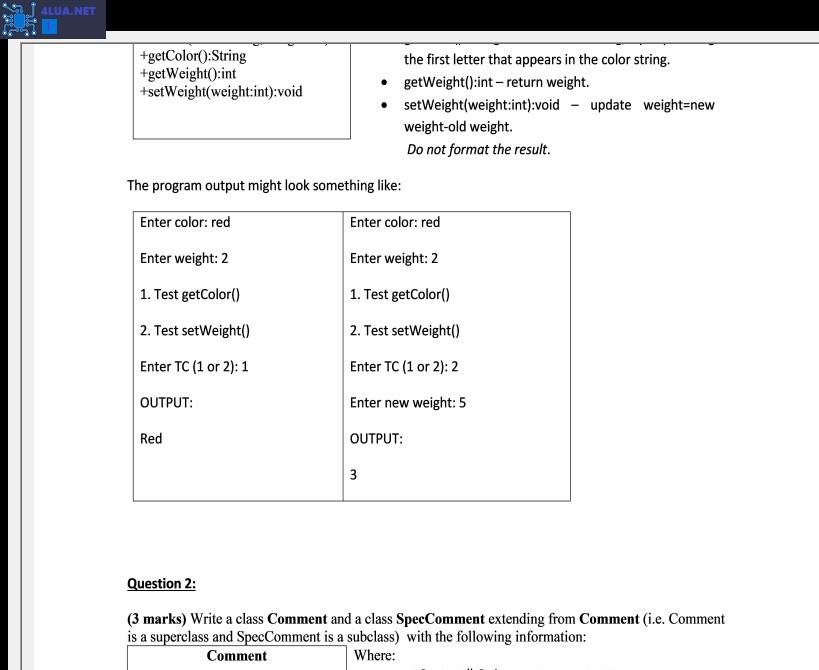 4LUA.NET
1
+getColor():String
+getWeight():int
+setWeight(weight:int):void
the first letter that appears in the color string.
• getWeight():int – return weight.
• setWeight(weight:int):void – update weight=new
weight-old weight.
Do not format the result.
The program output might look something like:
Enter color: red
Enter weight: 2
1. Test getColor()
2. Test setWeight()
Enter TC (1 or 2): 1
OUTPUT:
Red
Enter color: red
Enter weight: 2
1. Test getColor()
2. Test setWeight()
Enter TC (1 or 2): 2
Enter new weight: 5
OUTPUT:
3
Question 2:
(3 marks) Write a class Comment and a class SpecComment extending from Comment (i.e. Comment
is a superclass and SpecComment is a subclass) with the following information:
Comment
Where: